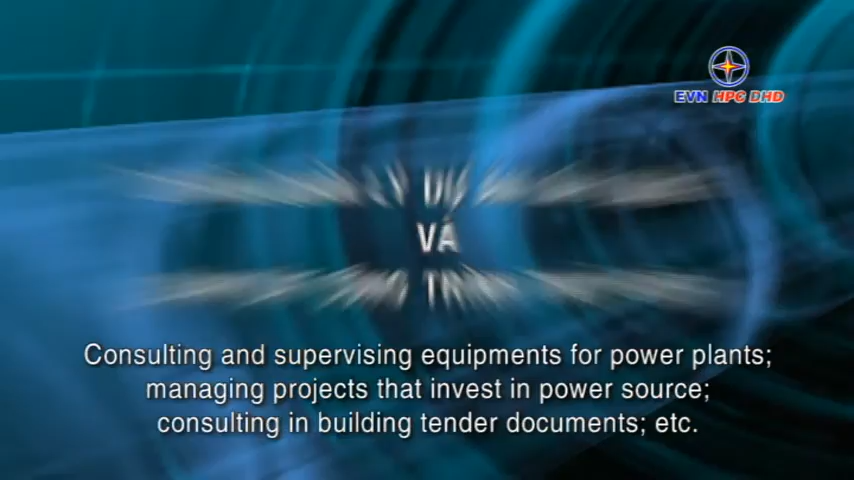 EVN HPC DHD
VÀ
Consulting and supervising equipments for power plants;
managing projects that invest in power source;
consulting in building tender documents; etc.